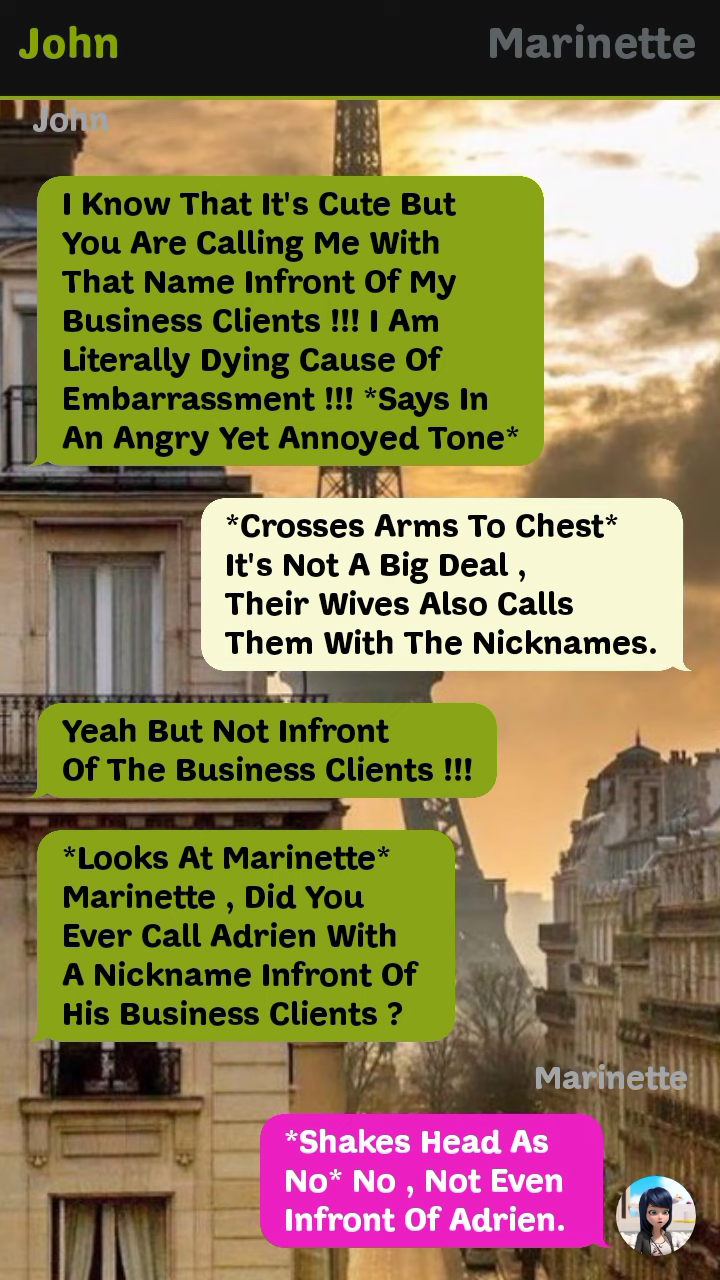 John Marinette
John
I Know That It's Cute But
You Are Calling Me With
That Name Infront Of My
Business Clients !!! I Am
Literally Dying Cause Of
Embarrassment !!! *Says In
An Angry Yet Annoyed Tone*
*Crosses Arms To Chest*
It's Not A Big Deal ,
Their Wives Also Calls
Them With The Nicknames.
Yeah But Not Infront
Of The Business Clients !!!
*Looks At Marinette*
Marinette , Did You
Ever Call Adrien With
A Nickname Infront Of
His Business Clients ?
Marinette
*Shakes Head As
No* No , Not Even
Infront Of Adrien.